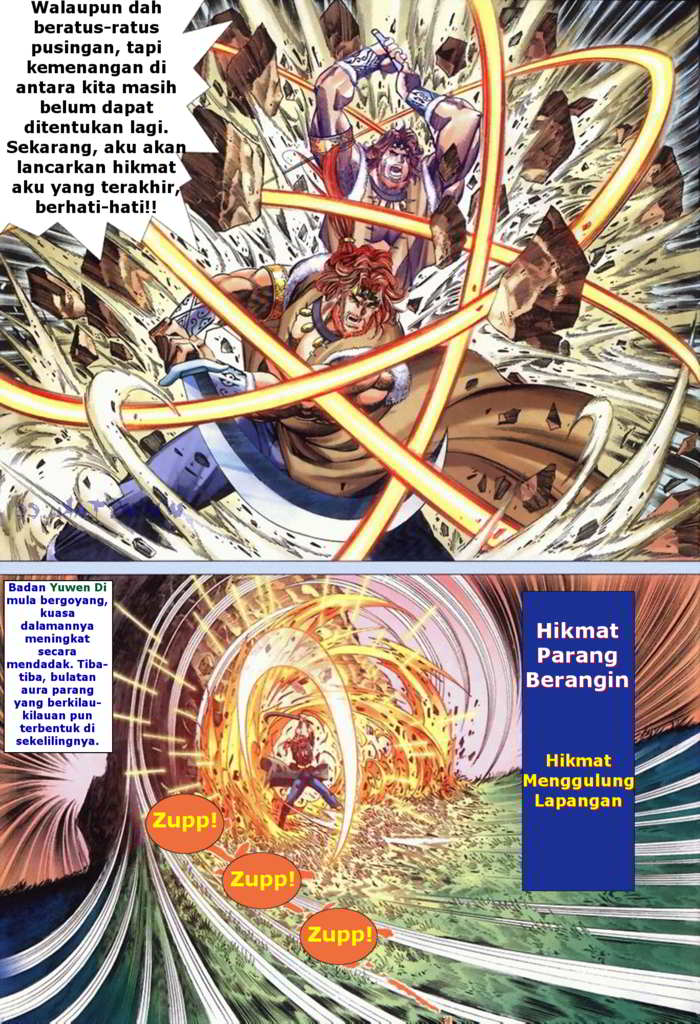 Walaupun dah
beratus-ratus
pusingan, tapi
kemenangan di
antara kita masih
belum dapat
ditentukan lagi.
Sekarang, aku akan
lancarkan hikmat
aku yang terakhir,
berhati-hati!!
Badan Yuwen Di
mula bergoyang,
kuasa
dalamannya
meningkat
secara
mendadak. Tiba-
tiba, bulatan
aura parang
yang berkilau-
kilauan pun
terbentuk di
sekelilingnya.
Hikmat
Parang
Berangin
Hikmat
Menggulung
Lapangan
Zupp!
Zupp!
Zupp!